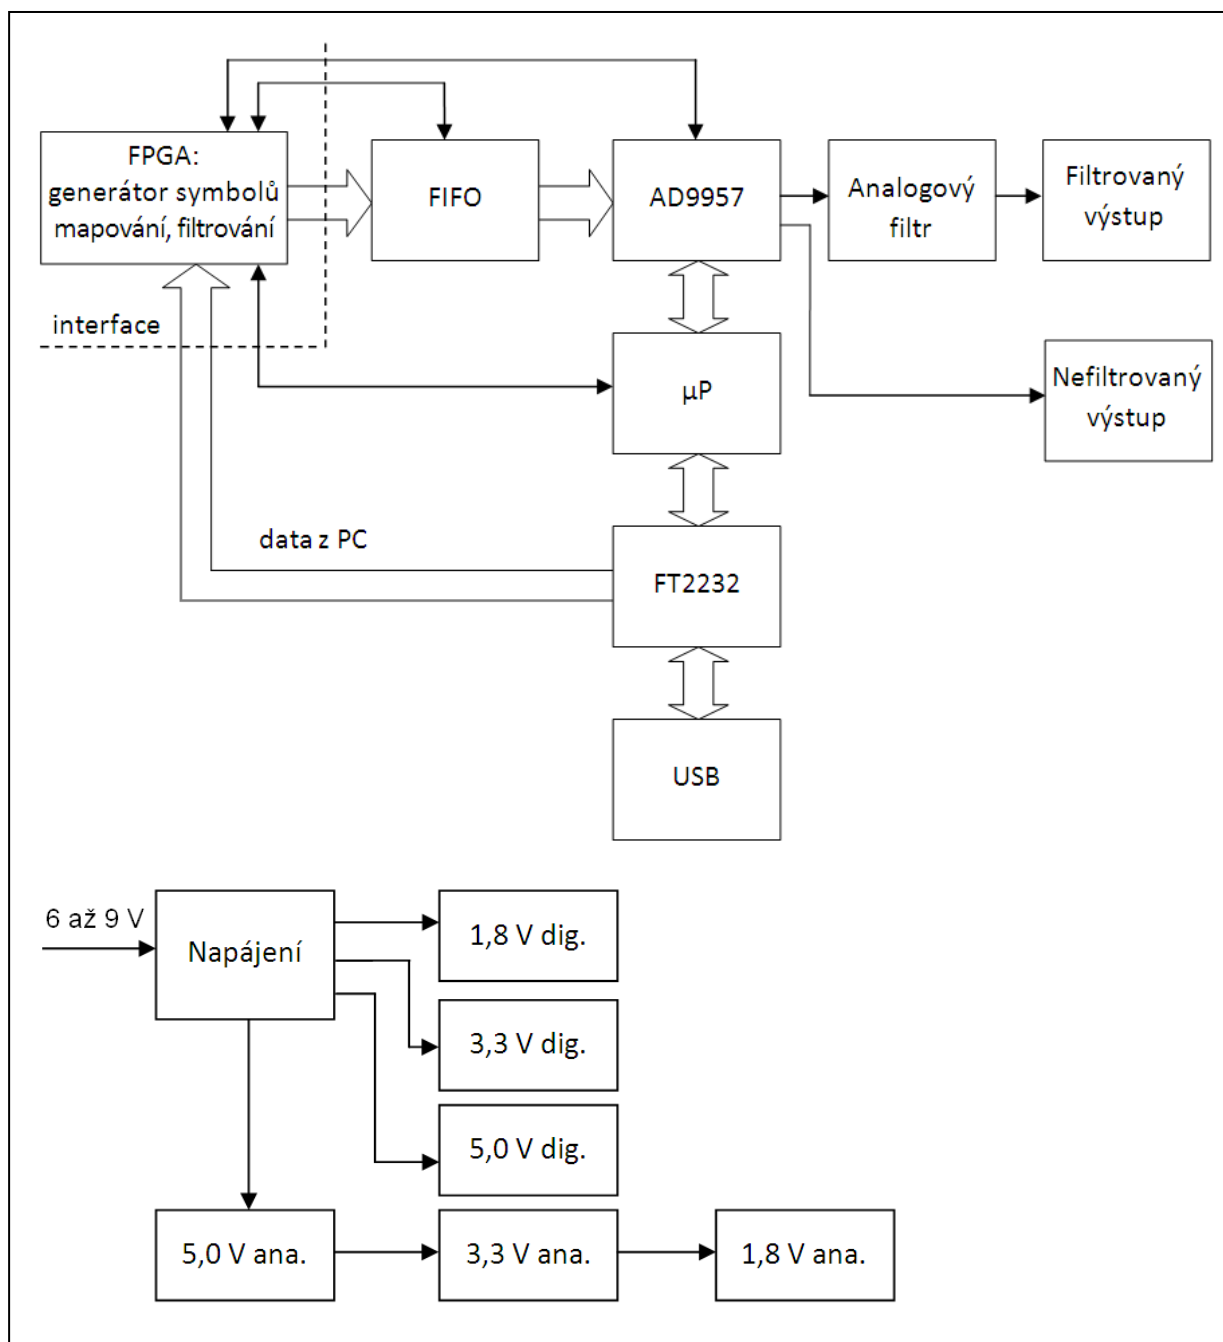 FPGA:
generátor symbolů
mapování, filtrování
FIFO
AD9957
Analogový
filtr
Filtrovaný
výstup
interface
µP
Nefiltrovaný
výstup
data z PC
FT2232
USB
6 až 9 V
Napájení
1,8 V dig.
3,3 V dig.
5,0 V dig.
5,0 V ana.
3,3 V ana.
1,8 V ana.